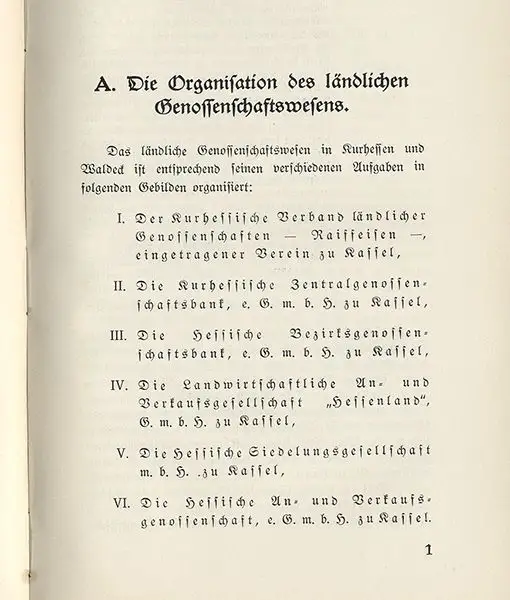 A. Die Organiſation des ländlichen
Genoſſenſchaftsweſens.
Das ländliche Genoſſenſchaftsweſen in Kurheſſen und
Waldeck iſt entſprechend ſeinen verſchiedenen Aufgaben in
folgenden Gebilden organiſiert:
I. Der Kurheſſiſche Verband ländlicher
Genoſſenſchaften — Raiffeiſen —,
eingetragener Verein zu Kaſſel,
II. Die Kurheſſiſche Zentralgenoſſen-
ſchaftsbank, e. G. m. b. H. zu Kaſſel,
III. Die Heſſiſche Bezirksgenoſſen-
ſchaftsbank, e. G. m. b. H. zu Kaſſel,
IV. Die Landwirtſchaftliche An- und
Verkaufsgeſellſchaft „Heſſenland“,
G. m. b. H. zu Kaſſel,
V. Die Heſſiſche Siedelungsgeſellſchaft
m. b. H. .zu Kaſſel,
VI. Die Heſſiſche An- und Verkaufs-
genoſſenſchaft, e. G. m. b. H. zu Kaſſel.
1